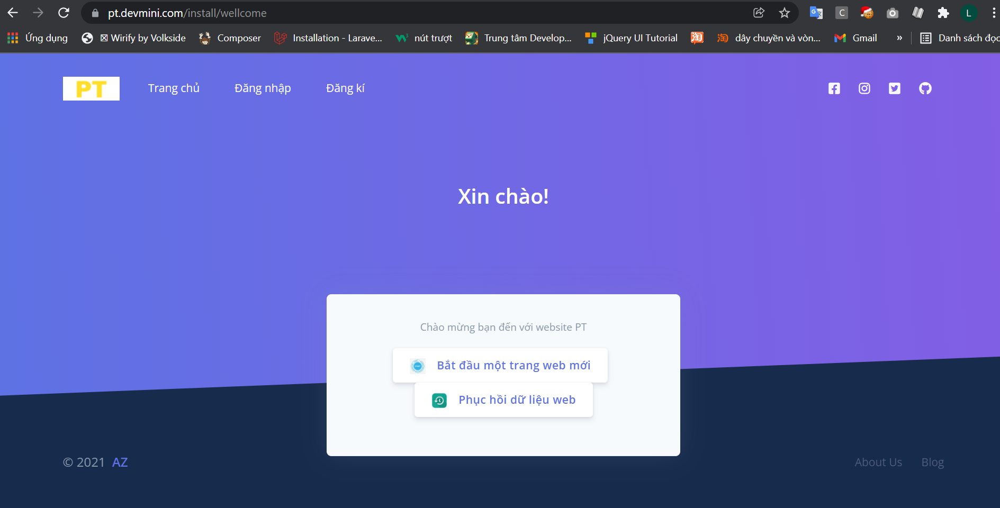 pt.devmini.com/install/wellcome
Ứng dụng ☒ Wirify by Volkside Composer Installation - Larave... nút trượt Trung tâm Develop... jQuery UI Tutorial 淘 淘 dây chuyền và vòn... Gmail » Danh sách đọc
PT Trang chủ Đăng nhập Đăng kí
Xin chào!
Chào mừng bạn đến với website PT
Bắt đầu một trang web mới
Phục hồi dữ liệu web
© 2021 AZ About Us Blog